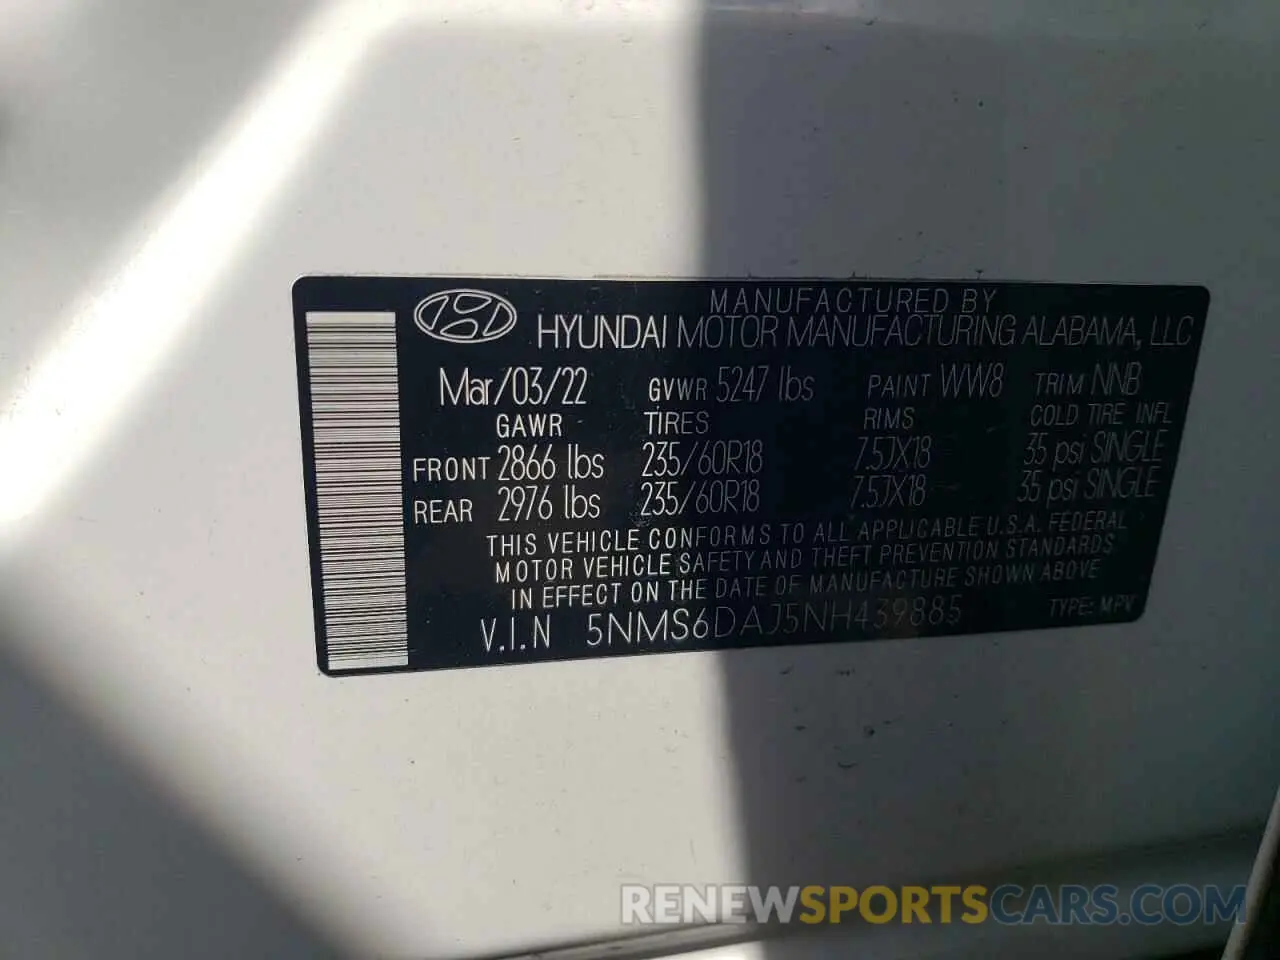 MANUFACTURED BY
HYUNDAI MOTOR MANUFACTURING ALABAMA, LLC
Mar/03/22 GVWR 5247 lbs PAINT WW8 TRIM NNB
GAWR TIRES RIMS COLD TIRE INFL
FRONT 2866 lbs 235/60R18 7.5JX18 35 psi SINGLE
REAR 2976 lbs 235/60R18 7.5JX18 35 psi SINGLE
THIS VEHICLE CONFORMS TO ALL APPLICABLE U.S.A. FEDERAL
MOTOR VEHICLE SAFETY AND THEFT PREVENTION STANDARDS
IN EFFECT ON THE DATE OF MANUFACTURE SHOWN ABOVE
V.I.N 5NMS6DAJ5NH439885 TYPE: MPV
RENEWSPORTSCARS.COM